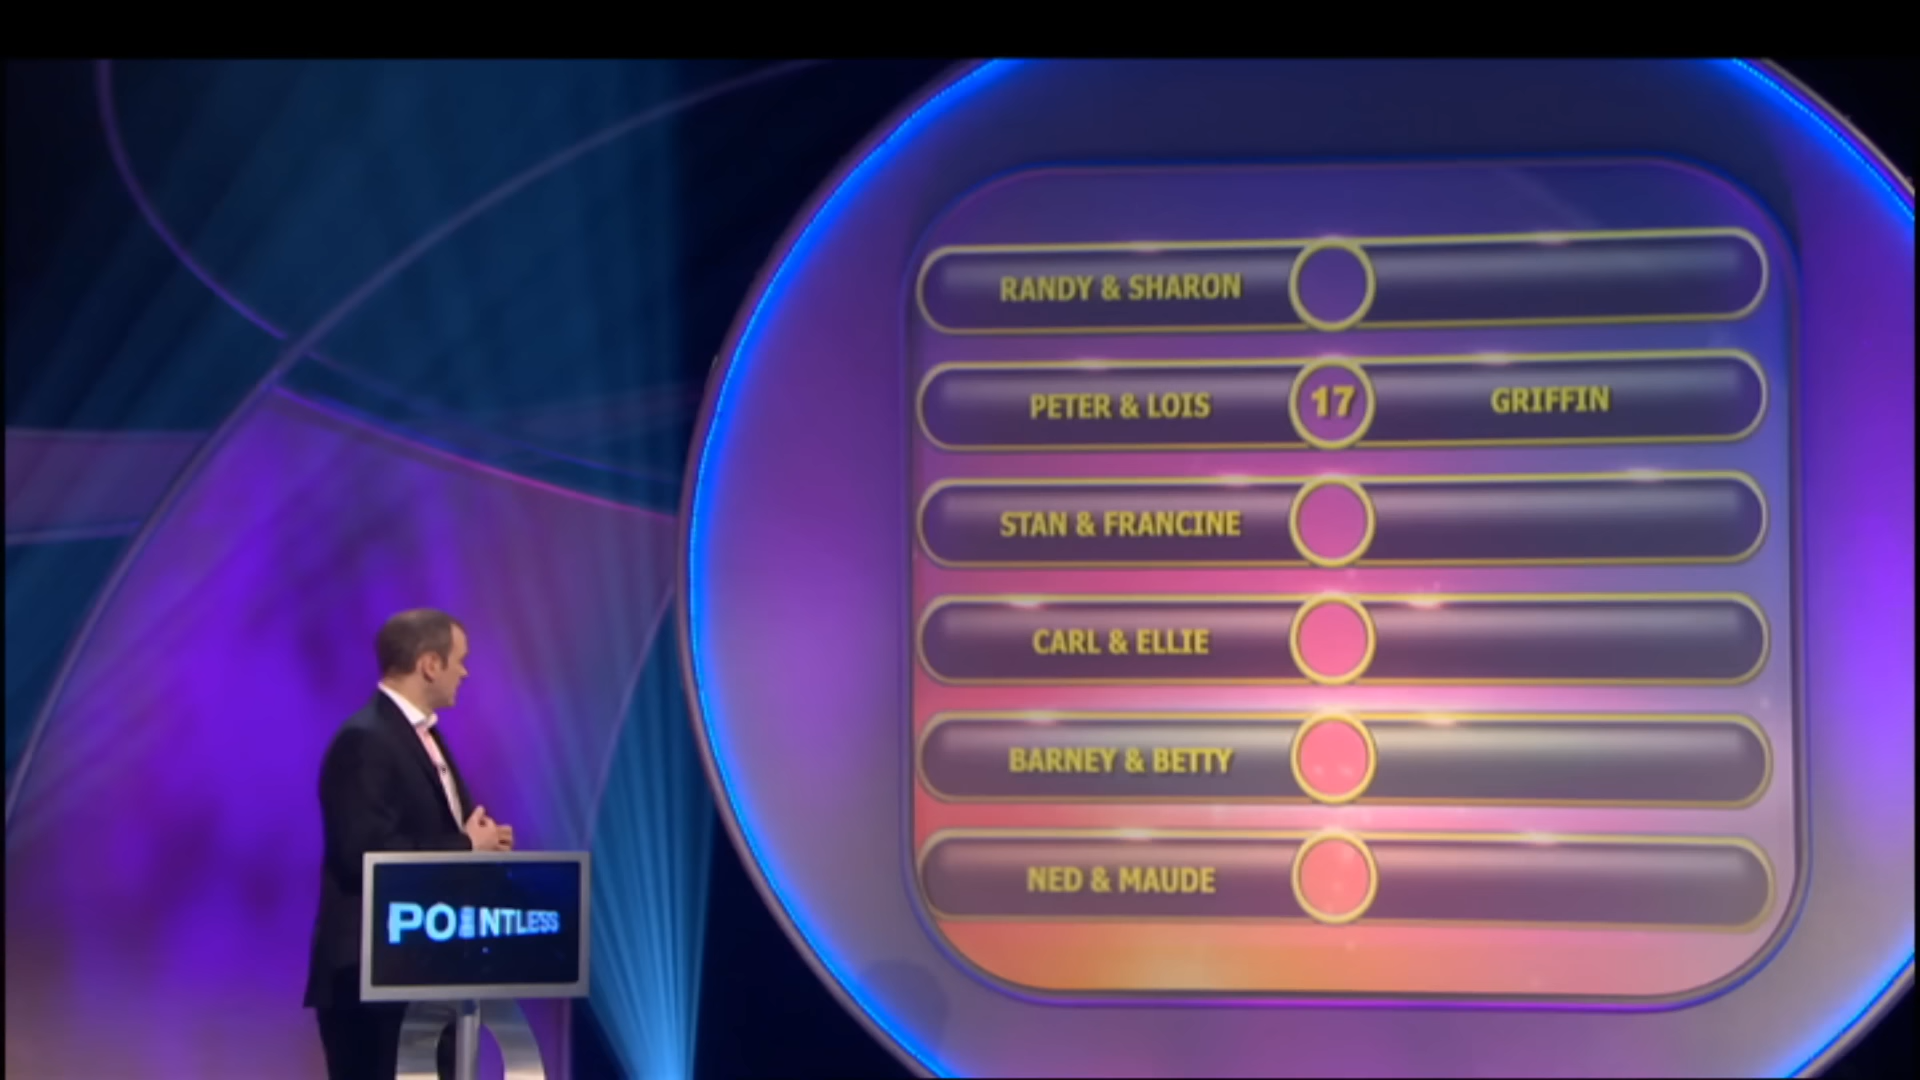 RANDY & SHARON
PETER & LOIS 17 GRIFFIN
STAN & FRANCINE
CARL & ELLIE
BARNEY & BETTY
NED & MAUDE
POINTLESS